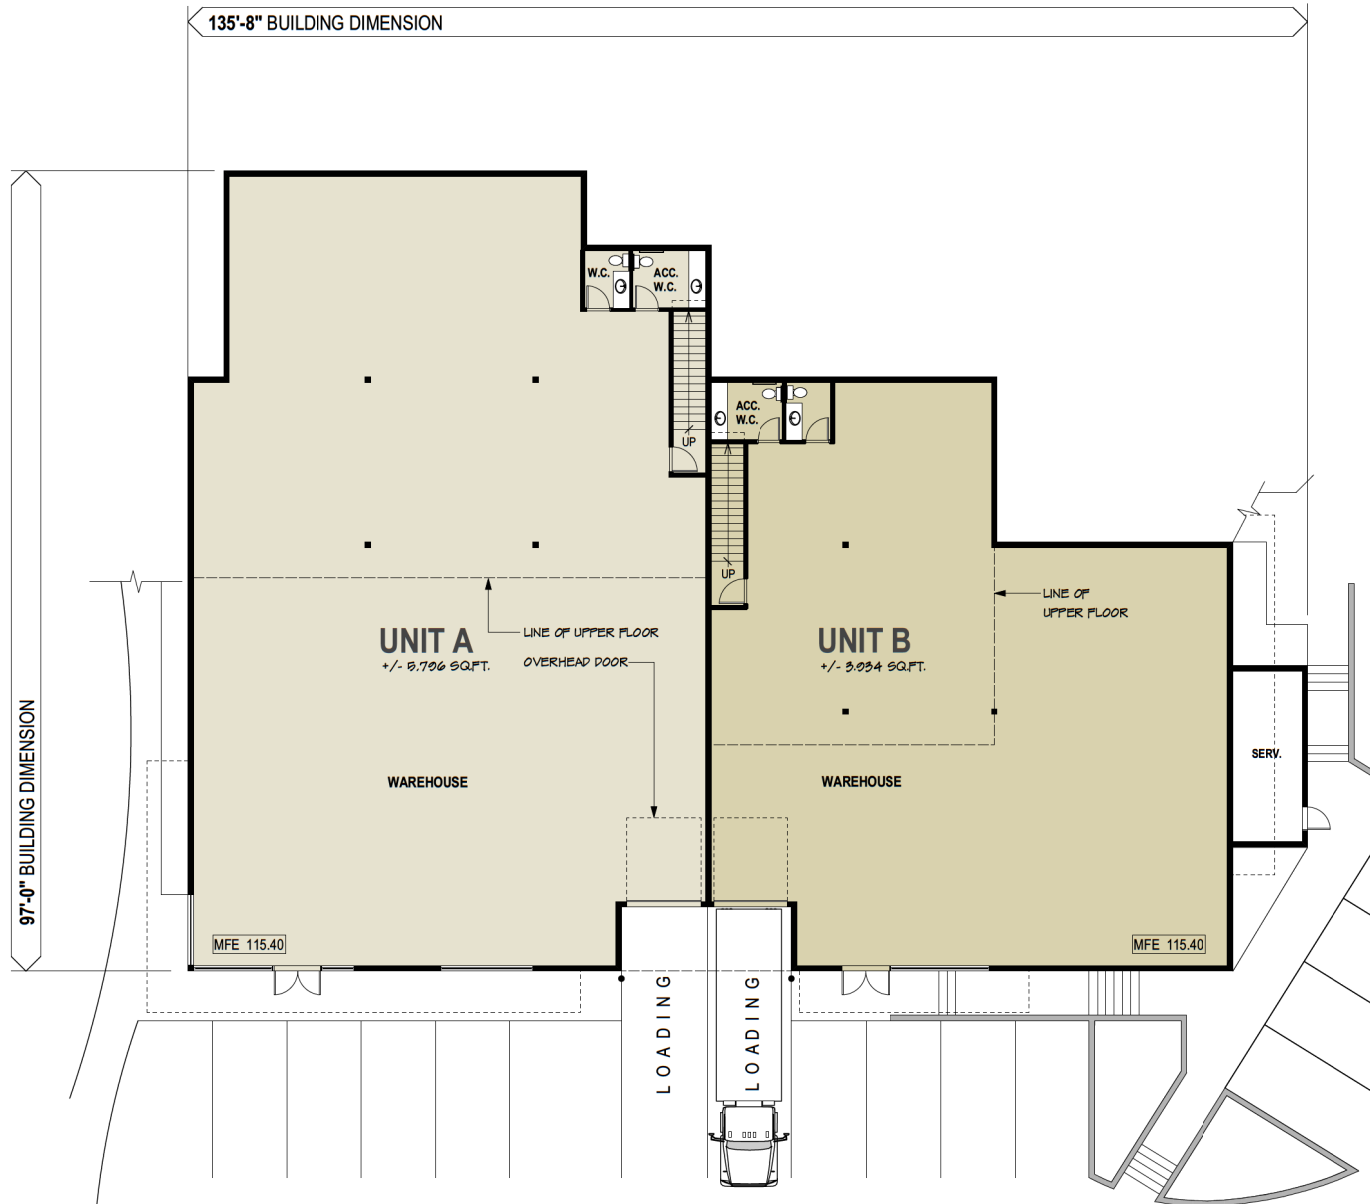 135'-8" BUILDING DIMENSION
97'-0" BUILDING DIMENSION
W.C.
ACC.
W.C.
UP
ACC.
W.C.
UP
LINE OF
UPPER FLOOR
UNIT A
+/- 5.796 SQ.FT.
LINE OF UPPER FLOOR
OVERHEAD DOOR
UNIT B
+/- 3.934 SQ.FT.
SERV.
WAREHOUSE
WAREHOUSE
MFE 115.40
MFE 115.40
LOADING
LOADING